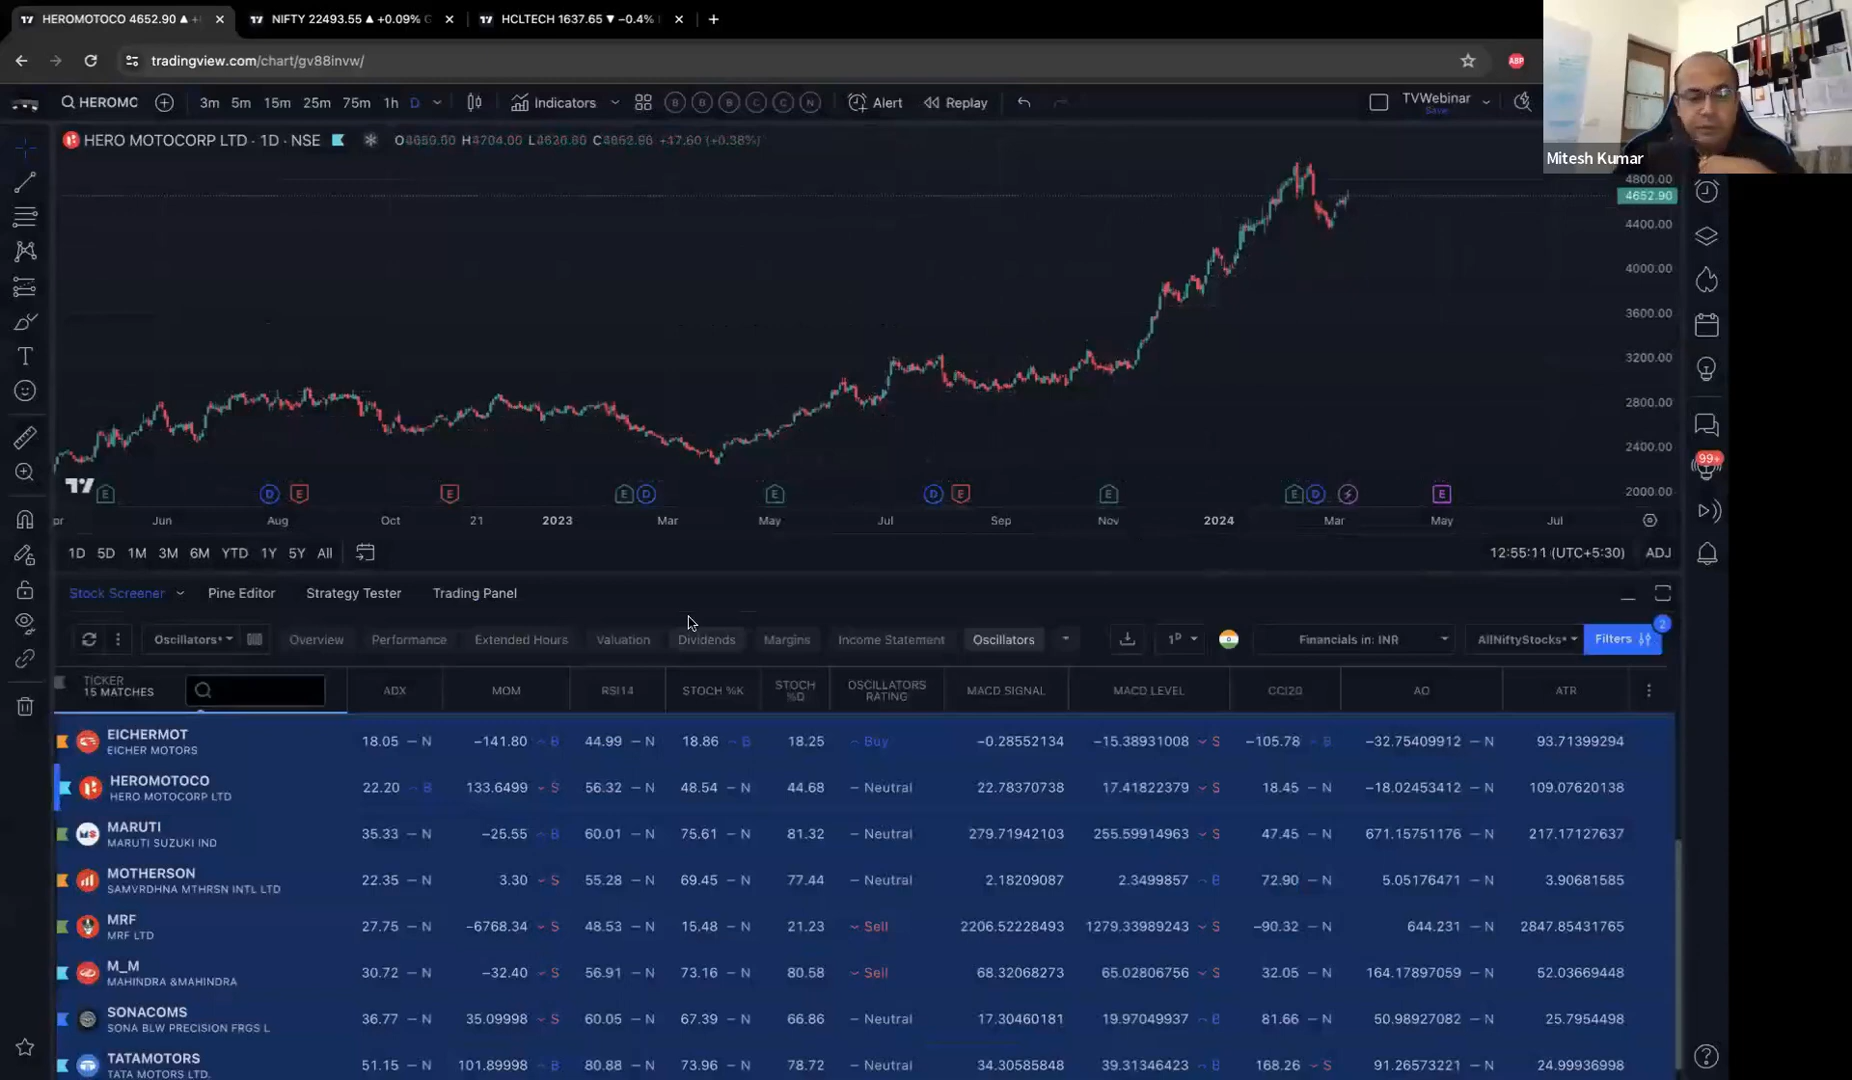 HEROMOTOCO 4652.90 ▲ +
NIFTY 22493.55 ▲ +0.09%
HCLTECH 1637.65 ▼ −0.4%
tradingview.com/chart/gv88invw/
ABP
HEROMC 3m 5m 15m 25m 75m 1h D Indicators B B B C C N Alert Replay TVWebinar
Save
Mitesh Kumar
HERO MOTOCORP LTD · 1D · NSE
C4652.90 +17.60 (+0.38%)
4800.00
4652.90
4400.00
4000.00
3600.00
3200.00
2800.00
2400.00
2000.00
99+
E D E E E D E D E E E D E
pr Jun Aug Oct 21 2023 Mar May Jul Sep Nov 2024 Mar May Jul
1D 5D 1M 3M 6M YTD 1Y 5Y All 12:55:11 (UTC+5:30) ADJ
Stock Screener Pine Editor Strategy Tester Trading Panel
2
Oscillators* Overview Performance Extended Hours Valuation Dividends Margins Income Statement Oscillators 1D Financials in: INR AllNiftyStocks* Filters
TICKER
15 MATCHES
ADX MOM RSI14 STOCH %K STOCH %D OSCILLATORS RATING MACD SIGNAL MACD LEVEL CCI20 AO ATR
EICHERMOT
EICHER MOTORS
18.05 — N −141.80 B 44.99 — N 18.86 B 18.25 Buy −0.28552134 −15.38931008 S −105.78 B −32.75409912 — N 93.71399294
HEROMOTOCO
HERO MOTOCORP LTD
22.20 B 133.6499 S 56.32 — N 48.54 — N 44.68 — Neutral 22.78370738 17.41822379 S 18.45 — N −18.02453412 — N 109.07620138
MARUTI
MARUTI SUZUKI IND
35.33 — N −25.55 B 60.01 — N 75.61 — N 81.32 — Neutral 279.71942103 255.59914963 S 47.45 — N 671.15751176 — N 217.17127637
MOTHERSON
SAMVRDHNA MTHRSN INTL LTD
22.35 — N 3.30 S 55.28 — N 69.45 — N 77.44 — Neutral 2.18209087 2.3499857 B 72.90 — N 5.05176471 — N 3.90681585
MRF
MRF LTD
27.75 — N −6768.34 S 48.53 — N 15.48 — N 21.23 Sell 2206.52228493 1279.33989243 S −90.32 — N 644.231 — N 2847.85431765
M_M
MAHINDRA &MAHINDRA
30.72 — N −32.40 S 56.91 — N 73.16 — N 80.58 Sell 68.32068273 65.02806756 S 32.05 — N 164.17897059 — N 52.03669448
SONACOMS
SONA BLW PRECISION FRGS L
36.77 — N 35.09998 S 60.05 — N 67.39 — N 66.86 — Neutral 17.30460181 19.97049937 B 81.66 — N 50.98927082 — N 25.7954498
TATAMOTORS
TATA MOTORS LTD.
51.15 — N 101.89998 B 80.88 — N 73.96 — N 78.72 — Neutral 34.30585848 39.31346423 B 168.26 S 91.26573221 — N 24.99936998